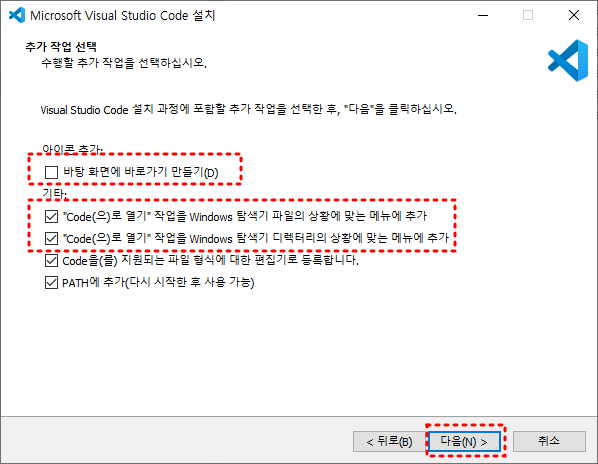 Microsoft Visual Studio Code 설치
추가 작업 선택
수행할 추가 작업을 선택하십시오.
Visual Studio Code 설치 과정에 포함할 추가 작업을 선택한 후, "다음"을 클릭하십시오.
아이콘 추가:
바탕 화면에 바로가기 만들기(D)
기타:
"Code(으)로 열기" 작업을 Windows 탐색기 파일의 상황에 맞는 메뉴에 추가
"Code(으)로 열기" 작업을 Windows 탐색기 디렉터리의 상황에 맞는 메뉴에 추가
Code을(를) 지원되는 파일 형식에 대한 편집기로 등록합니다.
PATH에 추가(다시 시작한 후 사용 가능)
< 뒤로(B) 다음(N) > 취소